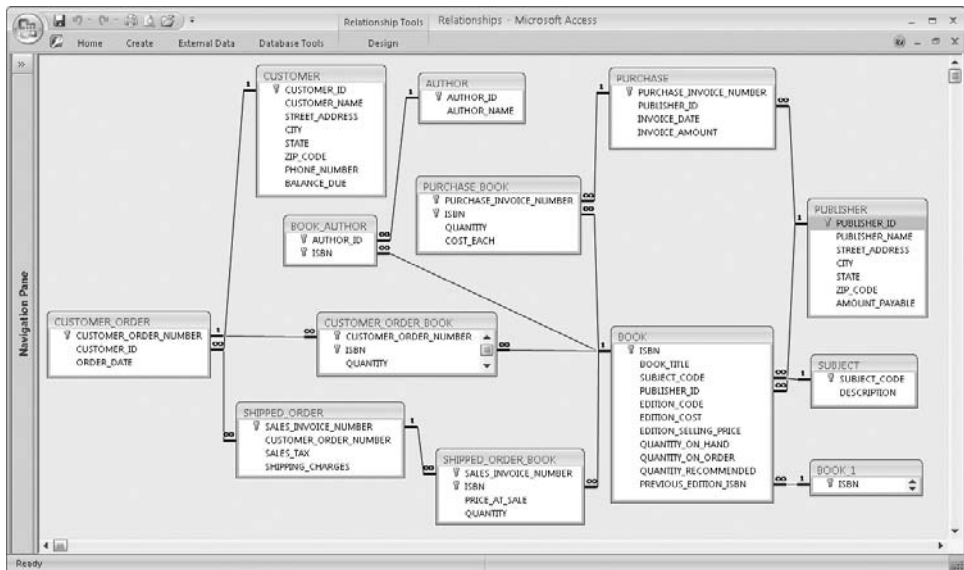 Relationship Tools
Relationships - Microsoft Access
Home
Create
External Data
Database Tools
Design
Navigation Pane
CUSTOMER
CUSTOMER_ID
CUSTOMER_NAME
STREET_ADDRESS
CITY
STATE
ZIP_CODE
PHONE_NUMBER
BALANCE_DUE
AUTHOR
AUTHOR_ID
AUTHOR_NAME
PURCHASE
PURCHASE_INVOICE_NUMBER
PUBLISHER_ID
INVOICE_DATE
INVOICE_AMOUNT
PURCHASE_BOOK
PURCHASE_INVOICE_NUMBER
ISBN
QUANTITY
COST_EACH
BOOK_AUTHOR
AUTHOR_ID
ISBN
PUBLISHER
PUBLISHER_ID
PUBLISHER_NAME
STREET_ADDRESS
CITY
STATE
ZIP_CODE
AMOUNT_PAYABLE
CUSTOMER_ORDER
CUSTOMER_ORDER_NUMBER
CUSTOMER_ID
ORDER_DATE
CUSTOMER_ORDER_BOOK
CUSTOMER_ORDER_NUMBER
ISBN
QUANTITY
BOOK
ISBN
BOOK_TITLE
SUBJECT_CODE
PUBLISHER_ID
EDITION_CODE
EDITION_COST
EDITION_SELLING_PRICE
QUANTITY_ON_HAND
QUANTITY_ON_ORDER
QUANTITY_RECOMMENDED
PREVIOUS_EDITION_ISBN
SUBJECT
SUBJECT_CODE
DESCRIPTION
SHIPPED_ORDER
SALES_INVOICE_NUMBER
CUSTOMER_ORDER_NUMBER
SALES_TAX
SHIPPING_CHARGES
SHIPPED_ORDER_BOOK
SALES_INVOICE_NUMBER
ISBN
PRICE_AT_SALE
QUANTITY
BOOK_1
ISBN
Ready